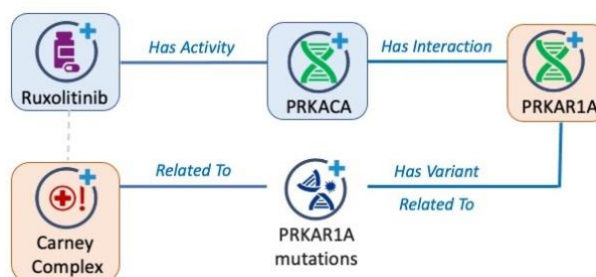 Has Activity
Has Interaction
Ruxolitinib
PRKACA
PRKAR1A
Related To
Has Variant
Related To
Carney
Complex
PRKAR1A
mutations